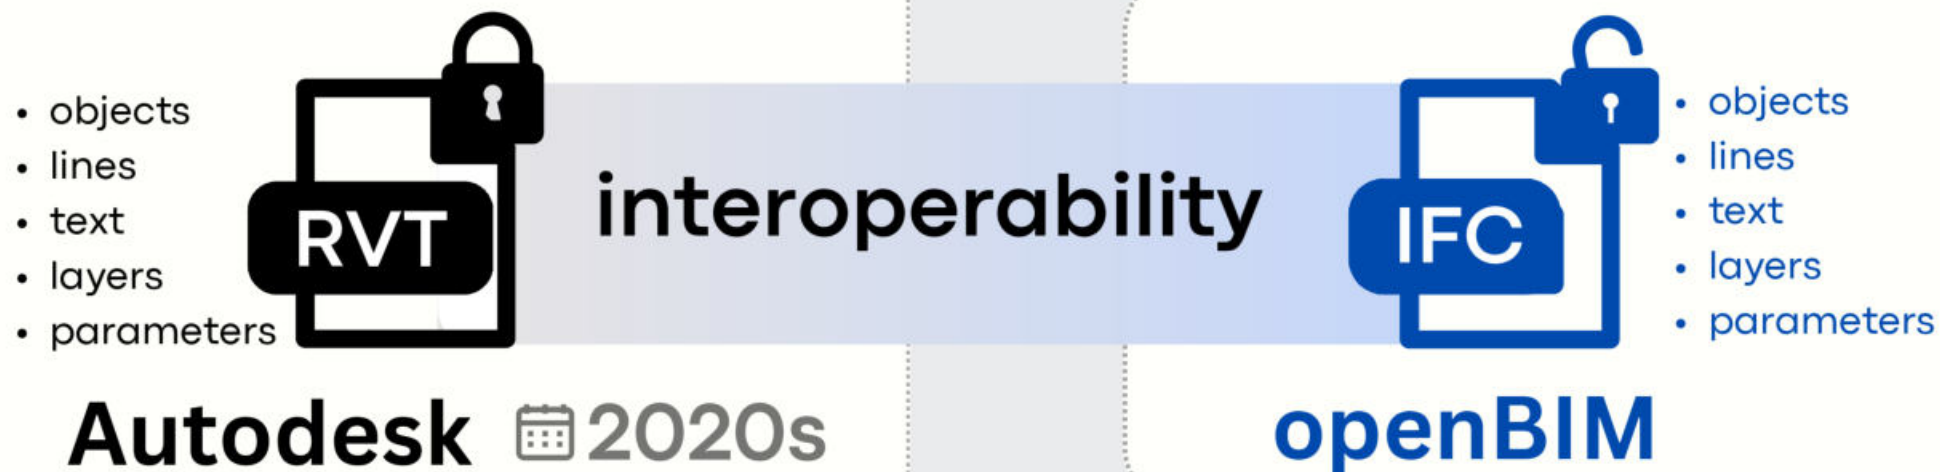 • objects
• lines
• text
• layers
• parameters
RVT
interoperability
IFC
• objects
• lines
• text
• layers
• parameters
Autodesk
2020s
openBIM